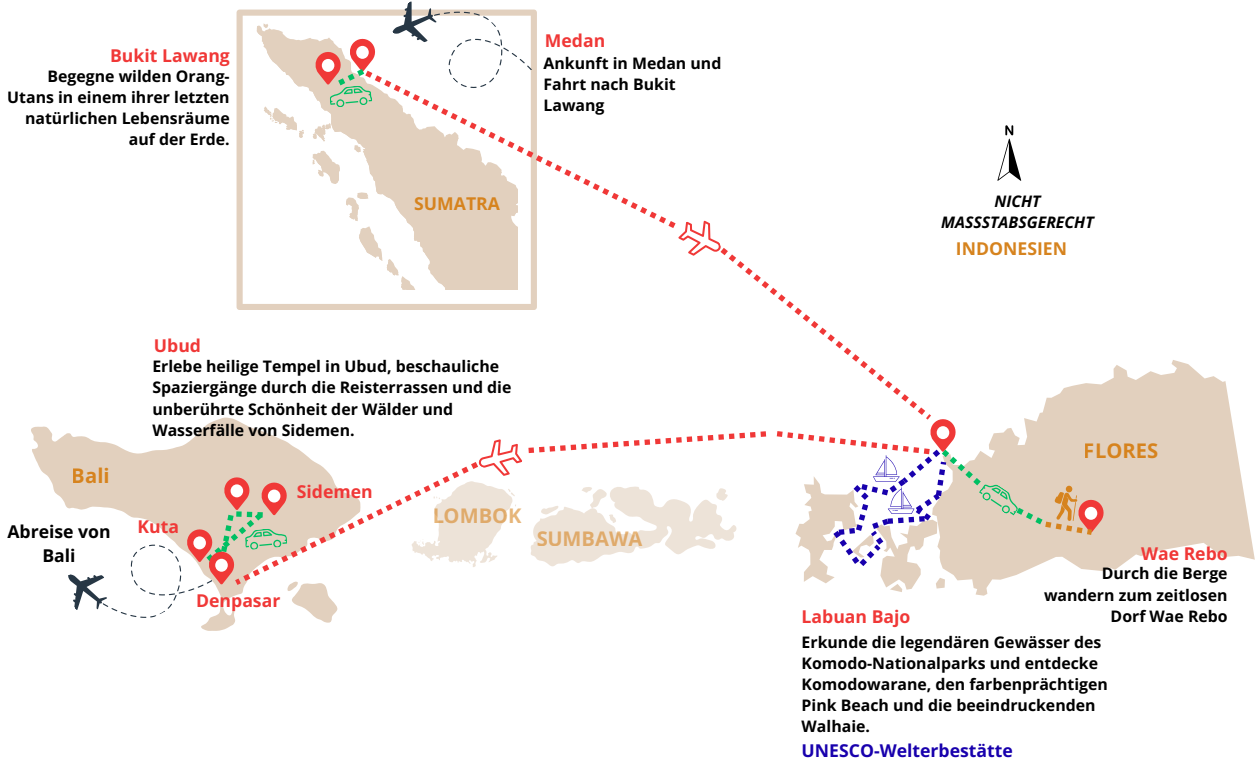 Bukit Lawang
Begegne wilden Orang-
Utans in einem ihrer letzten
natürlichen Lebensräume
auf der Erde.
Medan
Ankunft in Medan und
Fahrt nach Bukit
Lawang
SUMATRA
N
NICHT
MASSSTABSGERECHT
INDONESIEN
Ubud
Erlebe heilige Tempel in Ubud, beschauliche
Spaziergänge durch die Reisterrassen und die
unberührte Schönheit der Wälder und
Wasserfälle von Sidemen.
Bali
Sidemen
Kuta
Abreise von
Bali
Denpasar
LOMBOK
SUMBAWA
FLORES
Wae Rebo
Durch die Berge
wandern zum zeitlosen
Dorf Wae Rebo
Labuan Bajo
Erkunde die legendären Gewässer des
Komodo-Nationalparks und entdecke
Komodowarane, den farbenprächtigen
Pink Beach und die beeindruckenden
Walhaie.
UNESCO-Welterbestätte